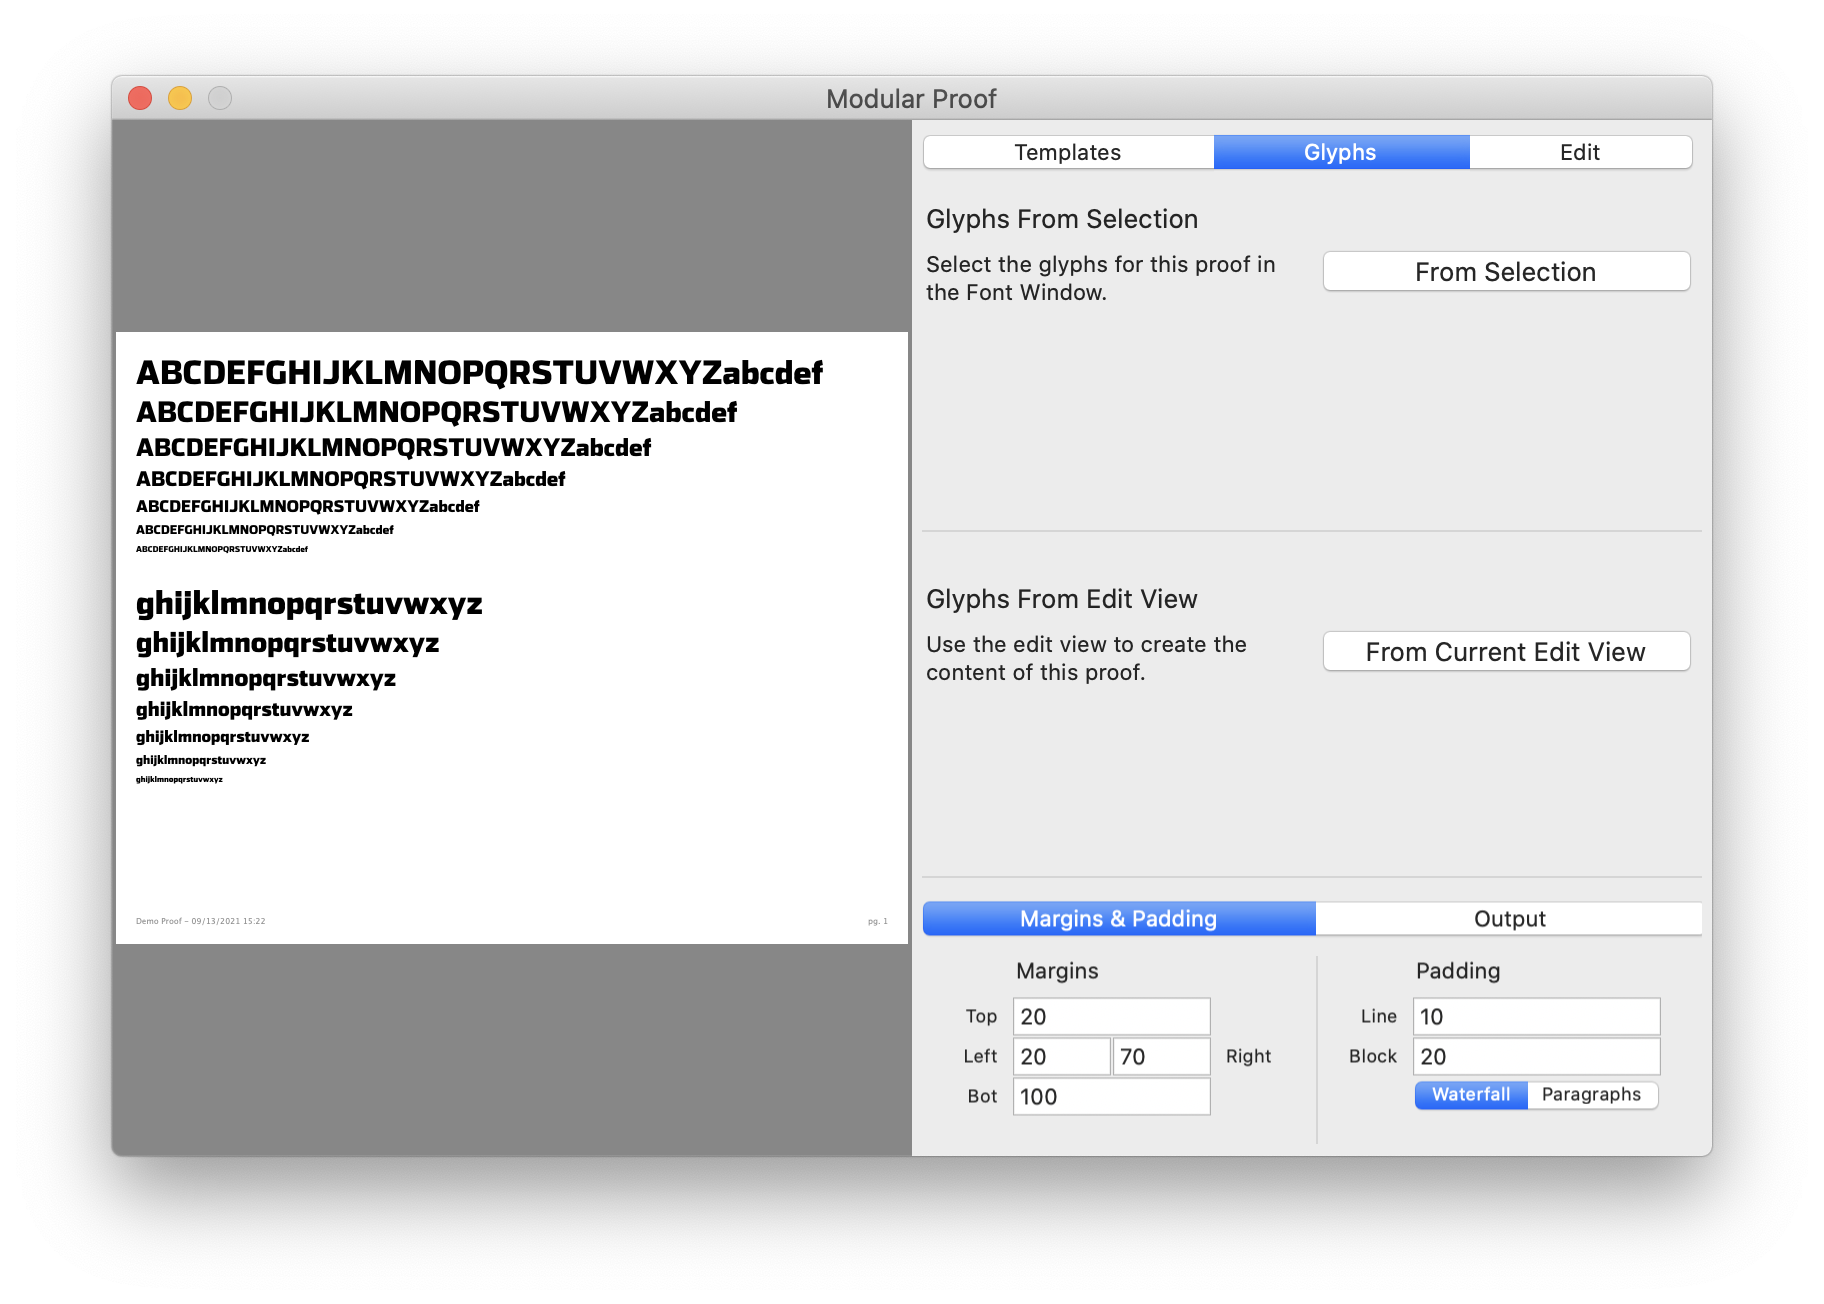 Modular Proof
Templates Glyphs Edit
ABCDEFGHIJKLMNOPQRSTUVWXYZabcdef
ABCDEFGHIJKLMNOPQRSTUVWXYZabcdef
ABCDEFGHIJKLMNOPQRSTUVWXYZabcdef
ABCDEFGHIJKLMNOPQRSTUVWXYZabcdef
ABCDEFGHIJKLMNOPQRSTUVWXYZabcdef
ABCDEFGHIJKLMNOPQRSTUVWXYZabcdef
ABCDEFGHIJKLMNOPQRSTUVWXYZabcdef
ghijklmnopqrstuvwxyz
ghijklmnopqrstuvwxyz
ghijklmnopqrstuvwxyz
ghijklmnopqrstuvwxyz
ghijklmnopqrstuvwxyz
ghijklmnopqrstuvwxyz
ghijklmnopqrstuvwxyz
Demo Proof – 09/13/2021 15:22 pg. 1
Glyphs From Selection
Select the glyphs for this proof in
the Font Window.
From Selection
Glyphs From Edit View
Use the edit view to create the
content of this proof.
From Current Edit View
Margins & Padding Output
Margins
Top 20
Left 20 70 Right
Bot 100
Padding
Line 10
Block 20
Waterfall Paragraphs